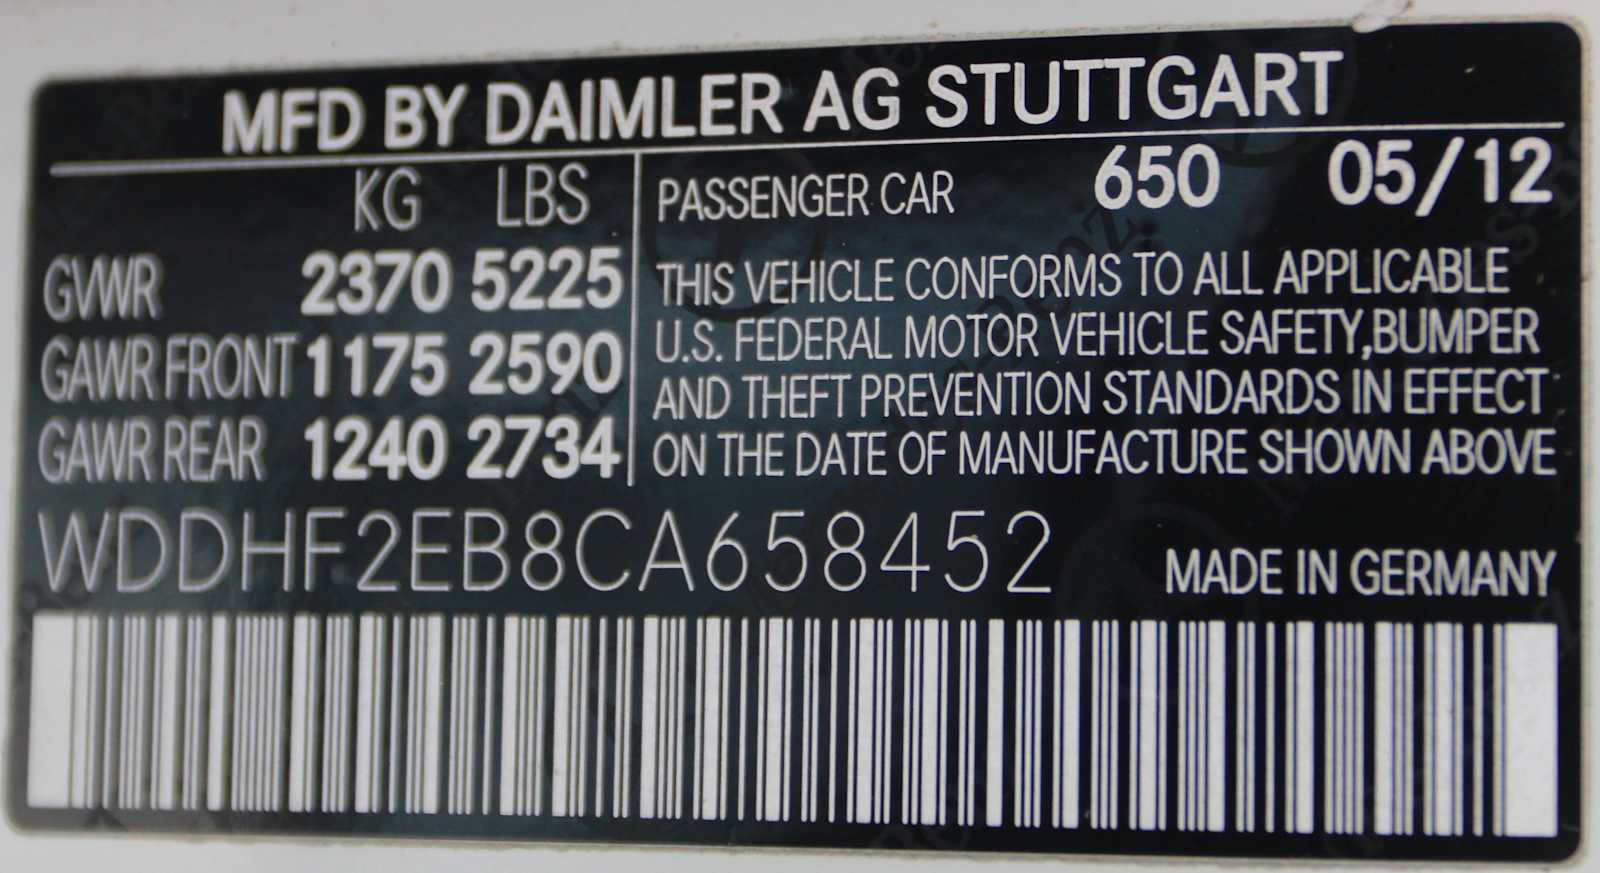 MFD BY DAIMLER AG STUTTGART
KG LBS
GVWR 2370 5225
GAWR FRONT 1175 2590
GAWR REAR 1240 2734
PASSENGER CAR 650 05/12
THIS VEHICLE CONFORMS TO ALL APPLICABLE
U.S. FEDERAL MOTOR VEHICLE SAFETY,BUMPER
AND THEFT PREVENTION STANDARDS IN EFFECT
ON THE DATE OF MANUFACTURE SHOWN ABOVE
WDDHF2EB8CA658452
MADE IN GERMANY